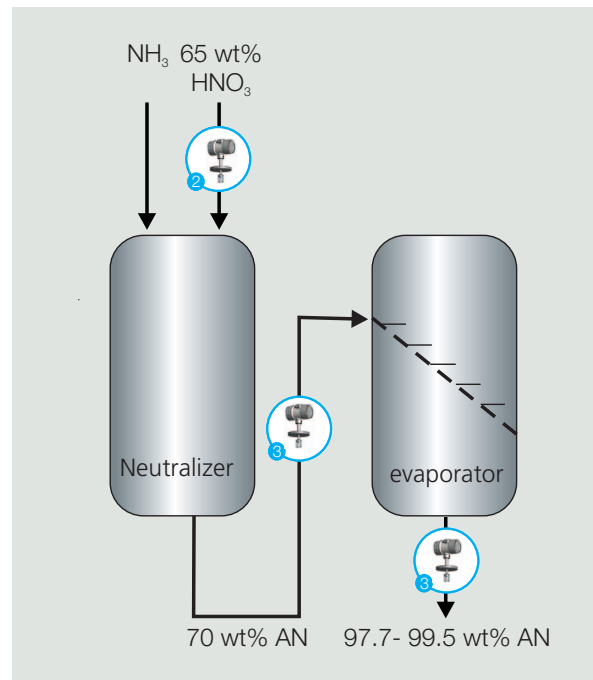 NH₃ 65 wt%
HNO₃
2
3
Neutralizer
evaporator
3
70 wt% AN
97.7- 99.5 wt% AN